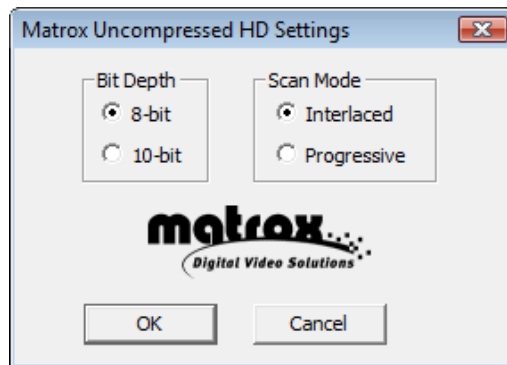 Matrox Uncompressed HD Settings
Bit Depth
8-bit
10-bit
Scan Mode
Interlaced
Progressive
matrox
Digital Video Solutions
OK
Cancel